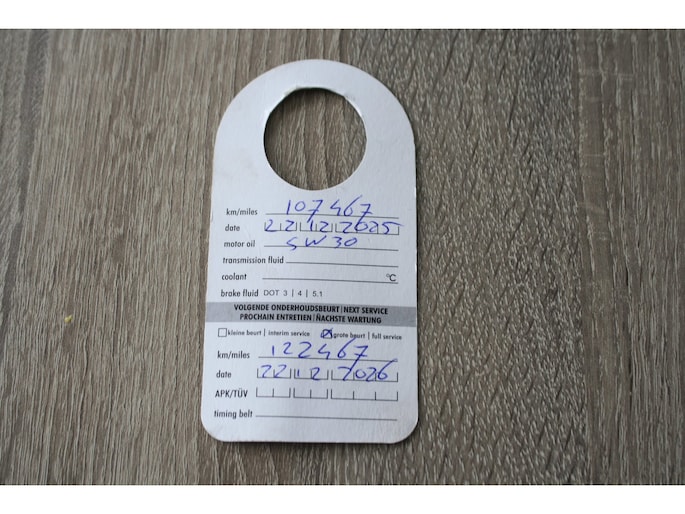 km/miles 107467
date 22 12 2025
motor oil 5W30
transmission fluid
coolant °C
brake fluid DOT 3 | 4 | 5.1
VOLGENDE ONDERHOUDSBEURT | NEXT SERVICE
PROCHAIN ENTRETIEN | NÄCHSTE WARTUNG
kleine beurt | interim service grote beurt | full service
km/miles 122467
date 22 12 2026
APK/TÜV
timing belt